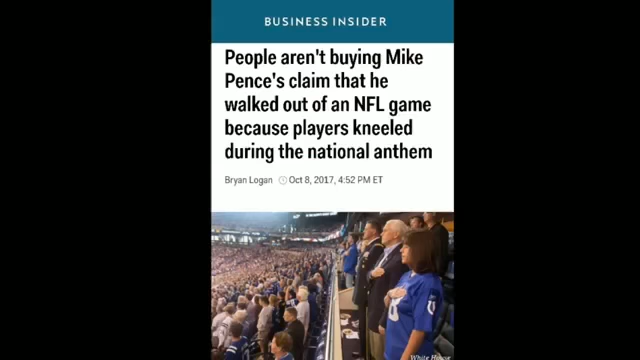 BUSINESS INSIDER
People aren't buying Mike
Pence's claim that he
walked out of an NFL game
because players kneeled
during the national anthem
Bryan Logan Oct 8, 2017, 4:52 PM ET
White House